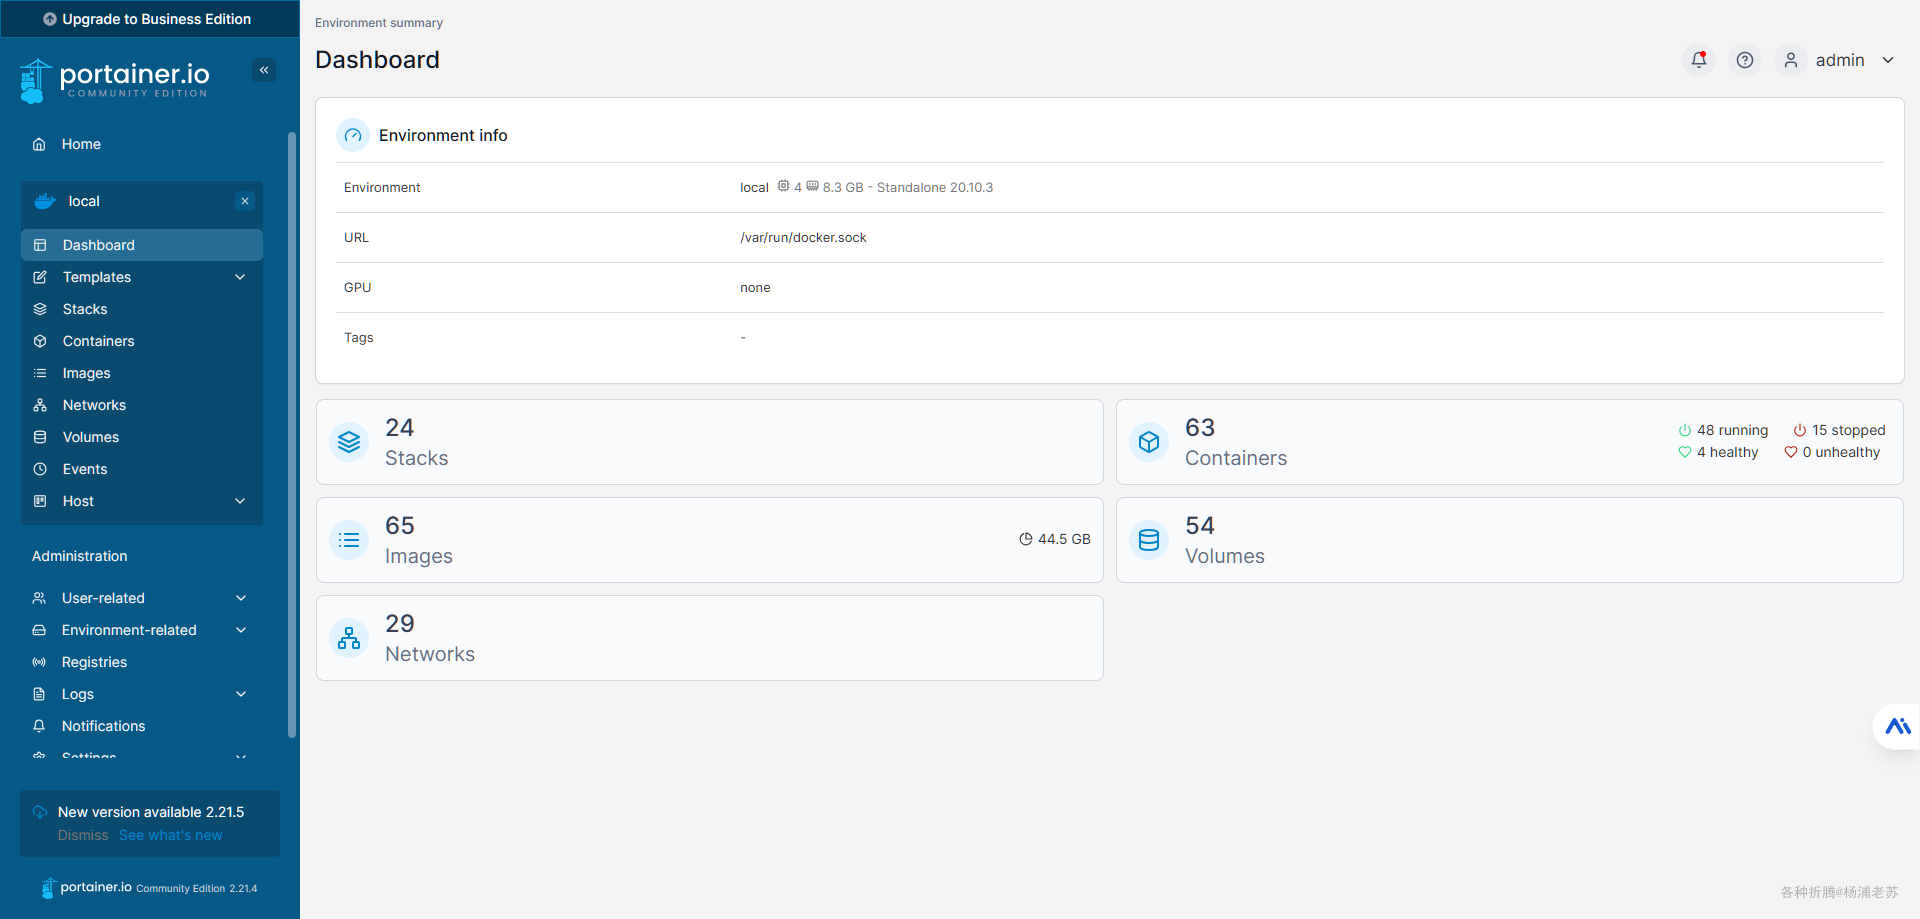 Upgrade to Business Edition
portainer.io
COMMUNITY EDITION
Home
local
Dashboard
Templates
Stacks
Containers
Images
Networks
Volumes
Events
Host
Administration
User-related
Environment-related
Registries
Logs
Notifications
Settings
New version available 2.21.5
Dismiss See what's new
portainer.io Community Edition 2.21.4
Environment summary
Dashboard
admin
Environment info
Environment local 4 8.3 GB - Standalone 20.10.3
URL /var/run/docker.sock
GPU none
Tags -
24
Stacks
63
Containers
48 running 15 stopped
4 healthy 0 unhealthy
65
Images
44.5 GB
54
Volumes
29
Networks
各种折腾@杨浦老苏